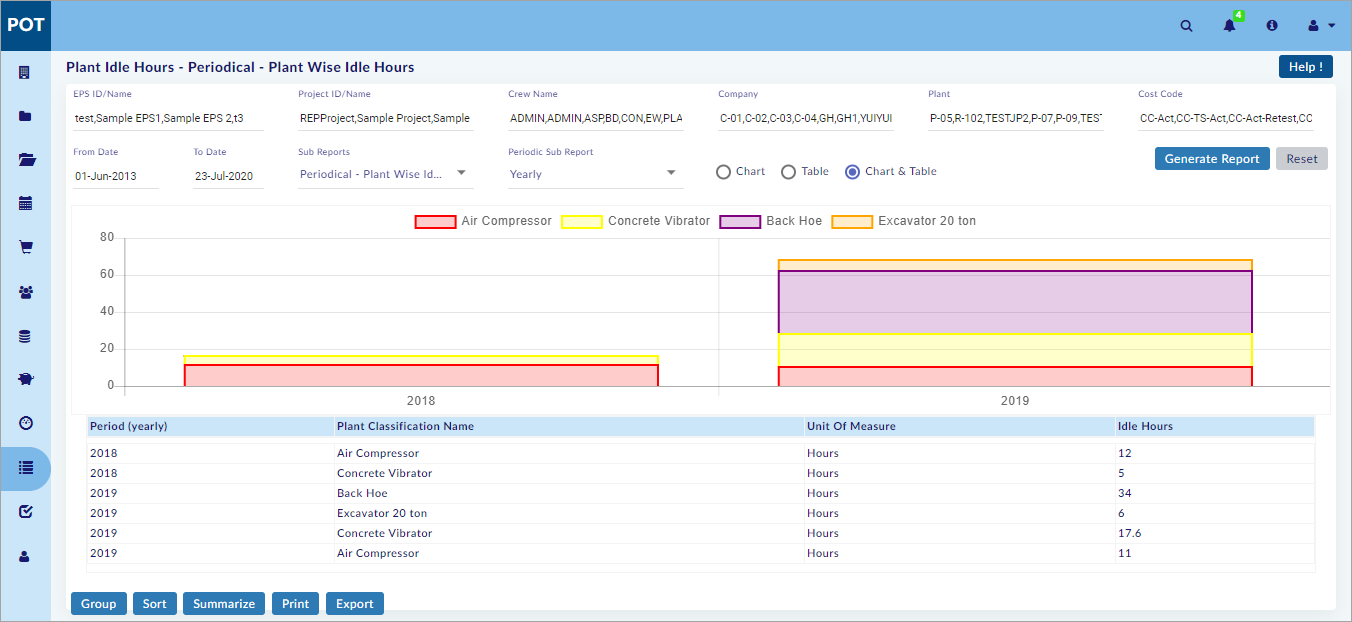 POT
4
Plant Idle Hours - Periodical - Plant Wise Idle Hours
Help !
EPS ID/Name Project ID/Name Crew Name Company Plant Cost Code
test,Sample EPS1,Sample EPS 2,t3 REPProject,Sample Project,Sample ADMIN,ADMIN,ASP,BD,CON,EW,PLA C-01,C-02,C-03,C-04,GH,GH1,YUIYUI P-05,R-102,TESTJP2,P-07,P-09,TEST CC-Act,CC-TS-Act,CC-Act-Retest,CC
From Date To Date Sub Reports Periodic Sub Report
01-Jun-2013 23-Jul-2020 Periodical - Plant Wise Id... Yearly Chart Table Chart & Table Generate Report Reset
Air Compressor Concrete Vibrator Back Hoe Excavator 20 ton
80
60
40
20
0
2018 2019
Period (yearly) Plant Classification Name Unit Of Measure Idle Hours
2018 Air Compressor Hours 12
2018 Concrete Vibrator Hours 5
2019 Back Hoe Hours 34
2019 Excavator 20 ton Hours 6
2019 Concrete Vibrator Hours 17.6
2019 Air Compressor Hours 11
Group Sort Summarize Print Export